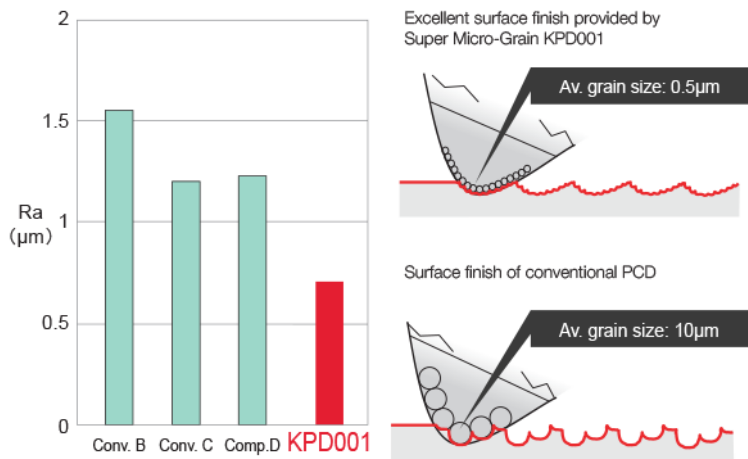 2
1.5
1
0.5
0
Ra
(μm)
Conv. B
Conv. C
Comp.D
KPD001
Excellent surface finish provided by
Super Micro-Grain KPD001
Av. grain size: 0.5μm
Surface finish of conventional PCD
Av. grain size: 10μm